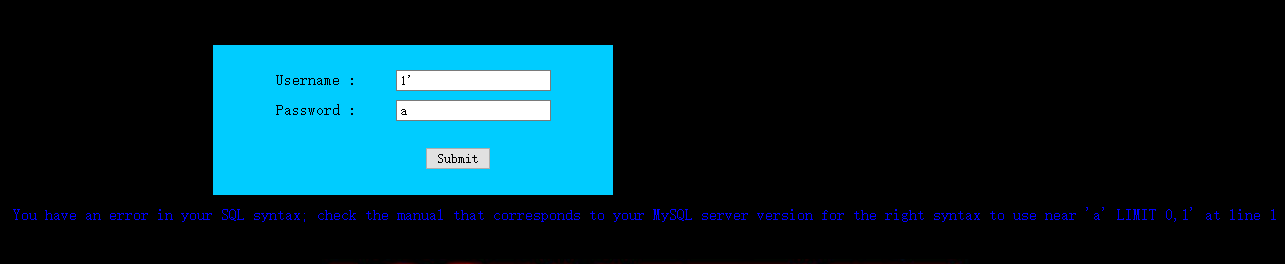 Username :
1'
Password :
a
Submit
You have an error in your SQL syntax; check the manual that corresponds to your MySQL server version for the right syntax to use near 'a' LIMIT 0,1' at line 1